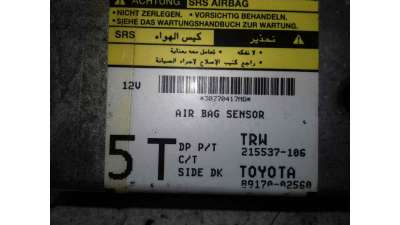 ACHTUNG SRS AIRBAG
• NICHT ZERLEGEN. • VORSICHTIG BEHANDELN.
• SIEHE DAS WARTUNGSHANDBUCH ZUR WARTUNG.
SRS كيس الهواء تحذير
• لا تفكه • تعامل معه بعناية
• راجع كتيب الإصلاح لإجراء الصيانة
12V *30270417MG*
AIR BAG SENSOR
5T DP P/T TRW
C/T 215537-106
SIDE DK TOYOTA
89170-02560